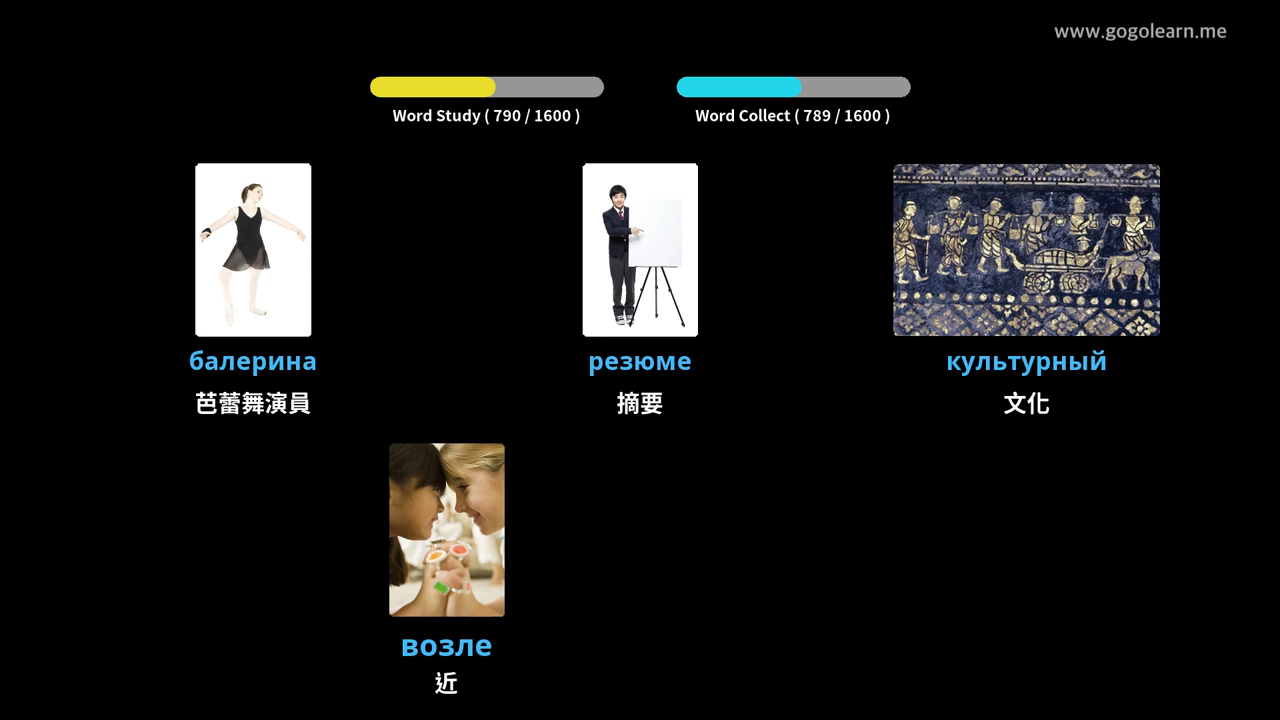 www.gogolearn.me
Word Study ( 790 / 1600 )
Word Collect ( 789 / 1600 )
балерина
резюме
культурный
芭蕾舞演員
摘要
文化
возле
近